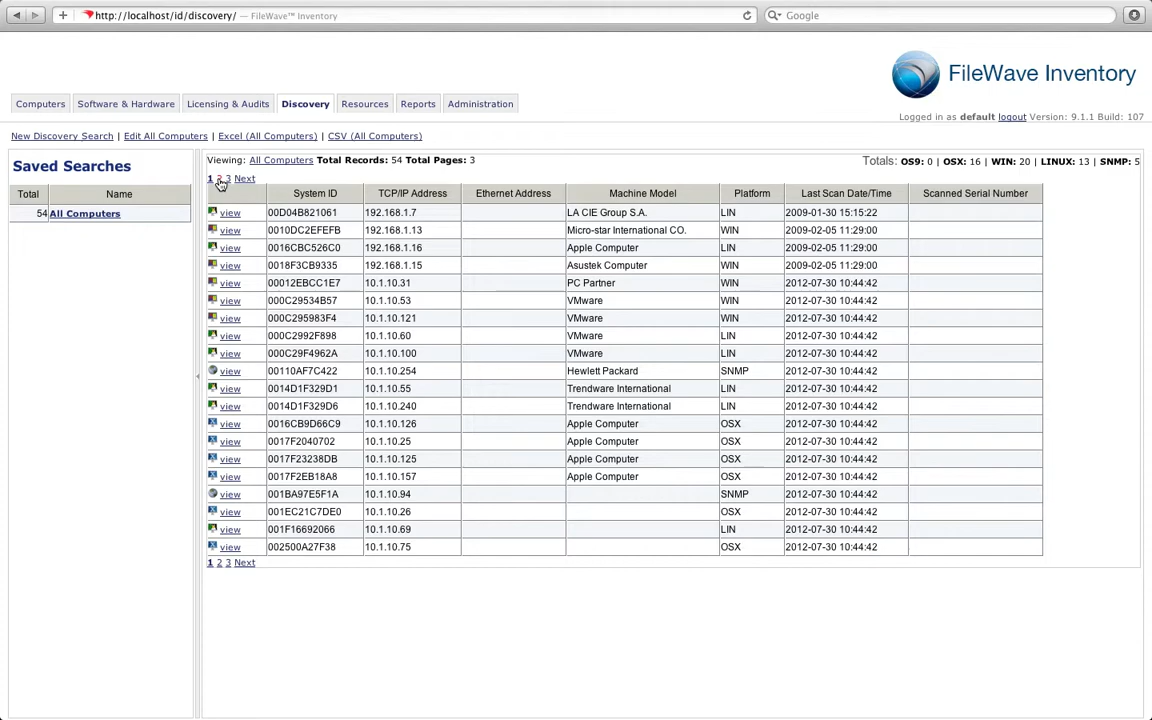 http://localhost/id/discovery/ — FileWave™ Inventory
Google
FileWave Inventory
Computers Software & Hardware Licensing & Audits Discovery Resources Reports Administration
Logged in as default logout Version: 9.1.1 Build: 107
New Discovery Search | Edit All Computers | Excel (All Computers) | CSV (All Computers)
Saved Searches
Total Name
54 All Computers
Viewing: All Computers Total Records: 54 Total Pages: 3
Totals: OS9: 0 | OSX: 16 | WIN: 20 | LINUX: 13 | SNMP: 5
1 2 3 Next
System ID TCP/IP Address Ethernet Address Machine Model Platform Last Scan Date/Time Scanned Serial Number
view 00D04B821061 192.168.1.7 LA CIE Group S.A. LIN 2009-01-30 15:15:22
view 0010DC2EFEFB 192.168.1.13 Micro-star International CO. WIN 2009-02-05 11:29:00
view 0016CBC526C0 192.168.1.16 Apple Computer LIN 2009-02-05 11:29:00
view 0018F3CB9335 192.168.1.15 Asustek Computer WIN 2009-02-05 11:29:00
view 00012EBCC1E7 10.1.10.31 PC Partner WIN 2012-07-30 10:44:42
view 000C29534B57 10.1.10.53 VMware WIN 2012-07-30 10:44:42
view 000C295983F4 10.1.10.121 VMware WIN 2012-07-30 10:44:42
view 000C2992F898 10.1.10.60 VMware LIN 2012-07-30 10:44:42
view 000C29F4962A 10.1.10.100 VMware LIN 2012-07-30 10:44:42
view 00110AF7C422 10.1.10.254 Hewlett Packard SNMP 2012-07-30 10:44:42
view 0014D1F329D1 10.1.10.55 Trendware International LIN 2012-07-30 10:44:42
view 0014D1F329D6 10.1.10.240 Trendware International LIN 2012-07-30 10:44:42
view 0016CB9D66C9 10.1.10.126 Apple Computer OSX 2012-07-30 10:44:42
view 0017F2040702 10.1.10.25 Apple Computer OSX 2012-07-30 10:44:42
view 0017F23238DB 10.1.10.125 Apple Computer OSX 2012-07-30 10:44:42
view 0017F2EB18A8 10.1.10.157 Apple Computer OSX 2012-07-30 10:44:42
view 001BA97E5F1A 10.1.10.94 SNMP 2012-07-30 10:44:42
view 001EC21C7DE0 10.1.10.26 OSX 2012-07-30 10:44:42
view 001F16692066 10.1.10.69 LIN 2012-07-30 10:44:42
view 002500A27F38 10.1.10.75 OSX 2012-07-30 10:44:42
1 2 3 Next